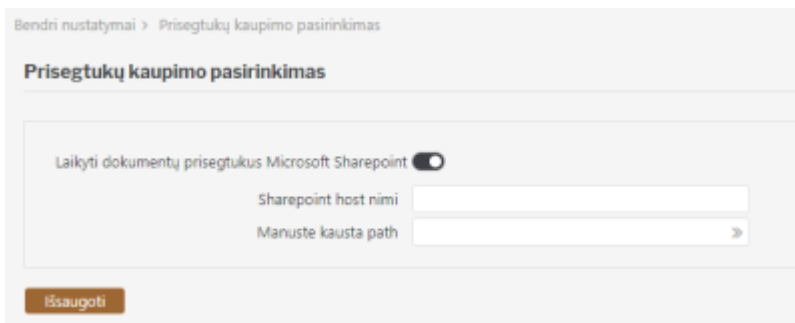 Bendri nustatymai > Prisegtukų kaupimo pasirinkimas
Prisegtukų kaupimo pasirinkimas
Laikyti dokumentų prisegtukus Microsoft Sharepoint
Sharepoint host nimi
Manuste kausta path
Išsaugoti